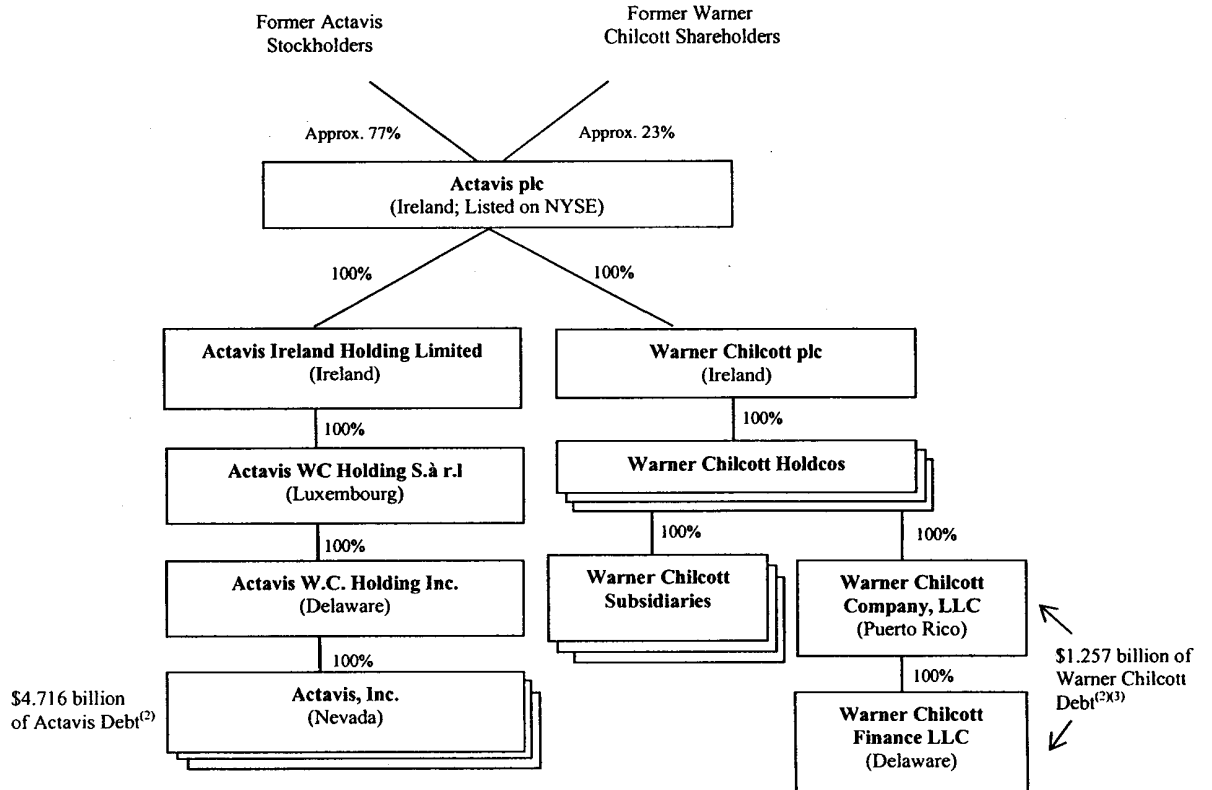 Former Actavis
Stockholders
Former Warner
Chilcott Shareholders
Approx. 77%
Approx. 23%
Actavis plc
(Ireland; Listed on NYSE)
100%
100%
Actavis Ireland Holding Limited
(Ireland)
Warner Chilcott plc
(Ireland)
100%
100%
Actavis WC Holding S.à r.l
(Luxembourg)
Warner Chilcott Holdcos
100%
100%
100%
Actavis W.C. Holding Inc.
(Delaware)
Warner Chilcott
Subsidiaries
Warner Chilcott
Company, LLC
(Puerto Rico)
100%
100%
$4.716 billion
of Actavis Debt(2)
Actavis, Inc.
(Nevada)
$1.257 billion of
Warner Chilcott
Debt(2)(3)
Warner Chilcott
Finance LLC
(Delaware)